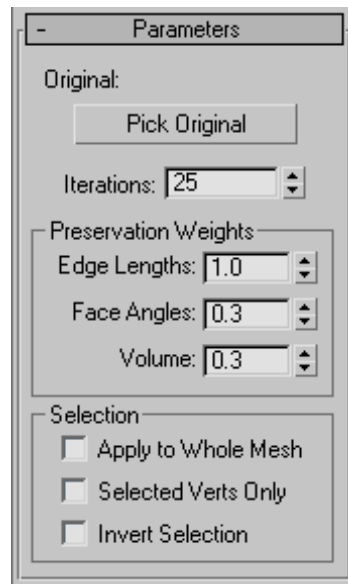 - Parameters
Original:
Pick Original
Iterations: 25
Preservation Weights
Edge Lengths: 1.0
Face Angles: 0.3
Volume: 0.3
Selection
Apply to Whole Mesh
Selected Verts Only
Invert Selection